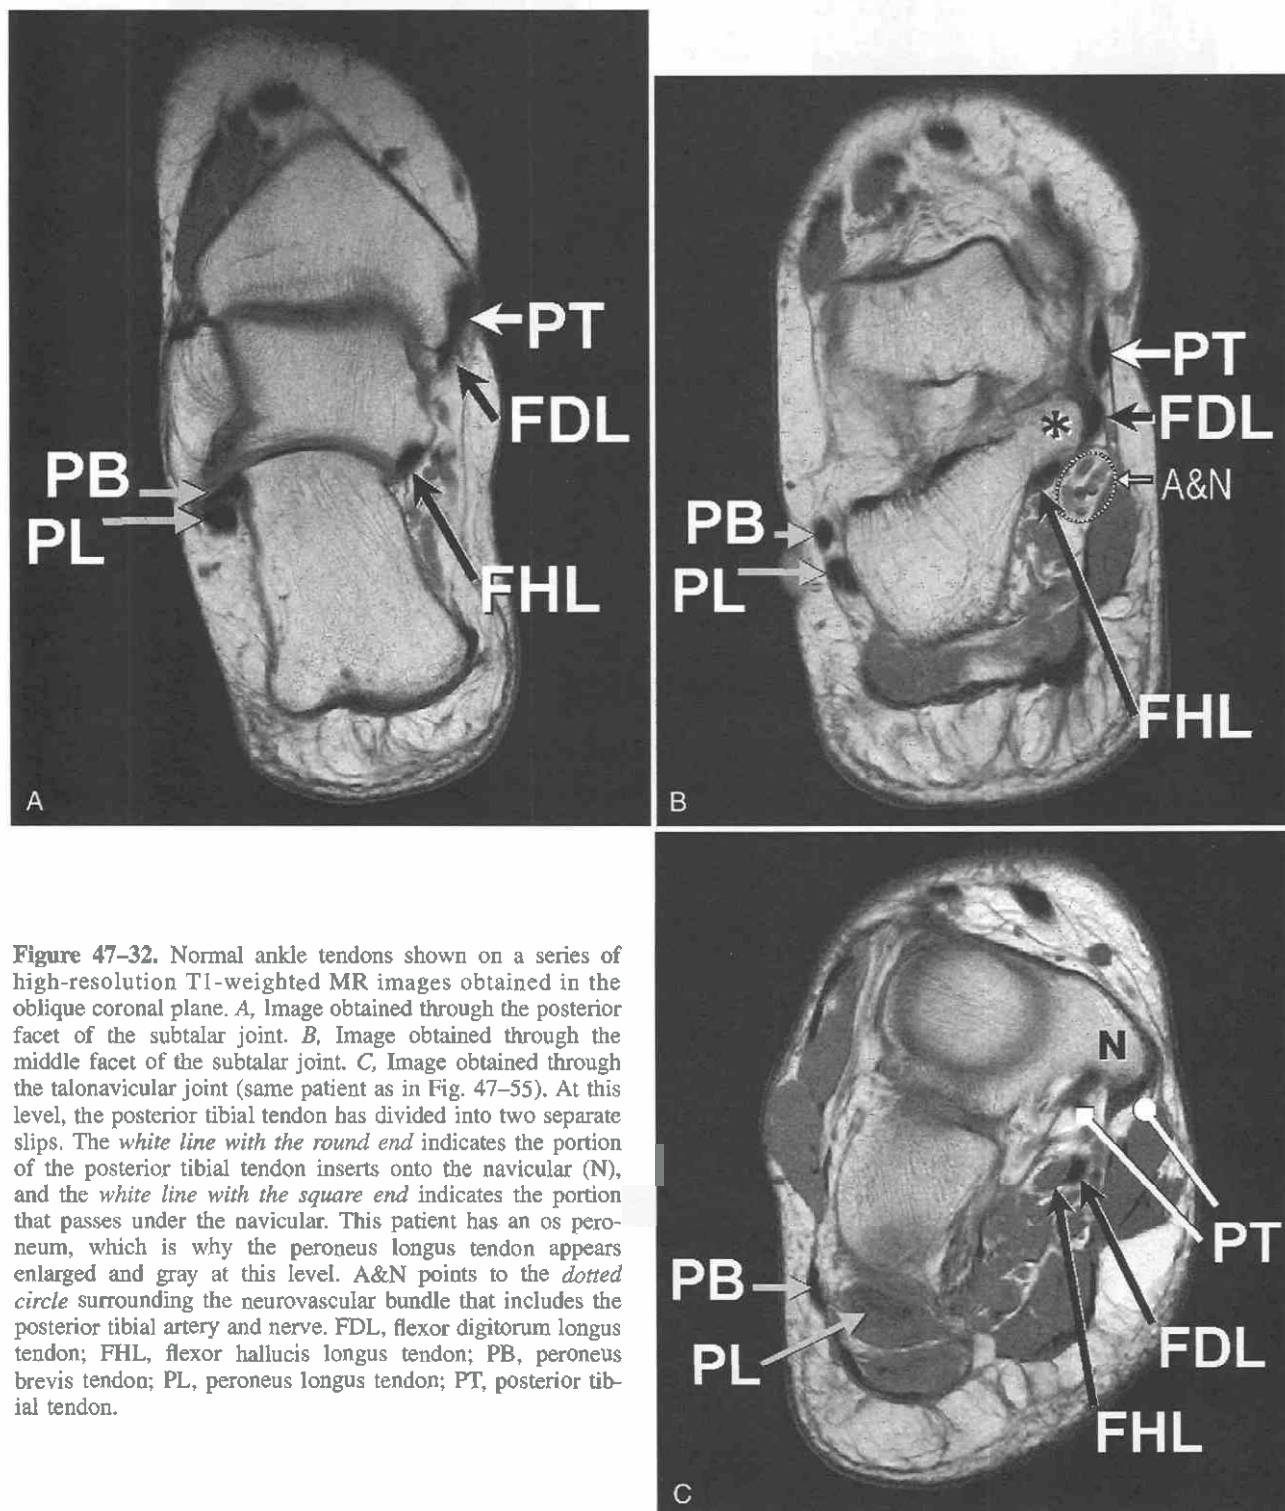 PT
FDL
PB
PL
FHL
A
PT
FDL
A&N
PB
PL
FHL
B
Figure 47–32. Normal ankle tendons shown on a series of
high-resolution T1-weighted MR images obtained in the
oblique coronal plane. A, Image obtained through the posterior
facet of the subtalar joint. B, Image obtained through the
middle facet of the subtalar joint. C, Image obtained through
the talonavicular joint (same patient as in Fig. 47–55). At this
level, the posterior tibial tendon has divided into two separate
slips. The white line with the round end indicates the portion
of the posterior tibial tendon inserts onto the navicular (N),
and the white line with the square end indicates the portion
that passes under the navicular. This patient has an os pero-
neum, which is why the peroneus longus tendon appears
enlarged and gray at this level. A&N points to the dotted
circle surrounding the neurovascular bundle that includes the
posterior tibial artery and nerve. FDL, flexor digitorum longus
tendon; FHL, flexor hallucis longus tendon; PB, peroneus
brevis tendon; PL, peroneus longus tendon; PT, posterior tib-
ial tendon.
N
PT
PB
PL
FDL
FHL
C